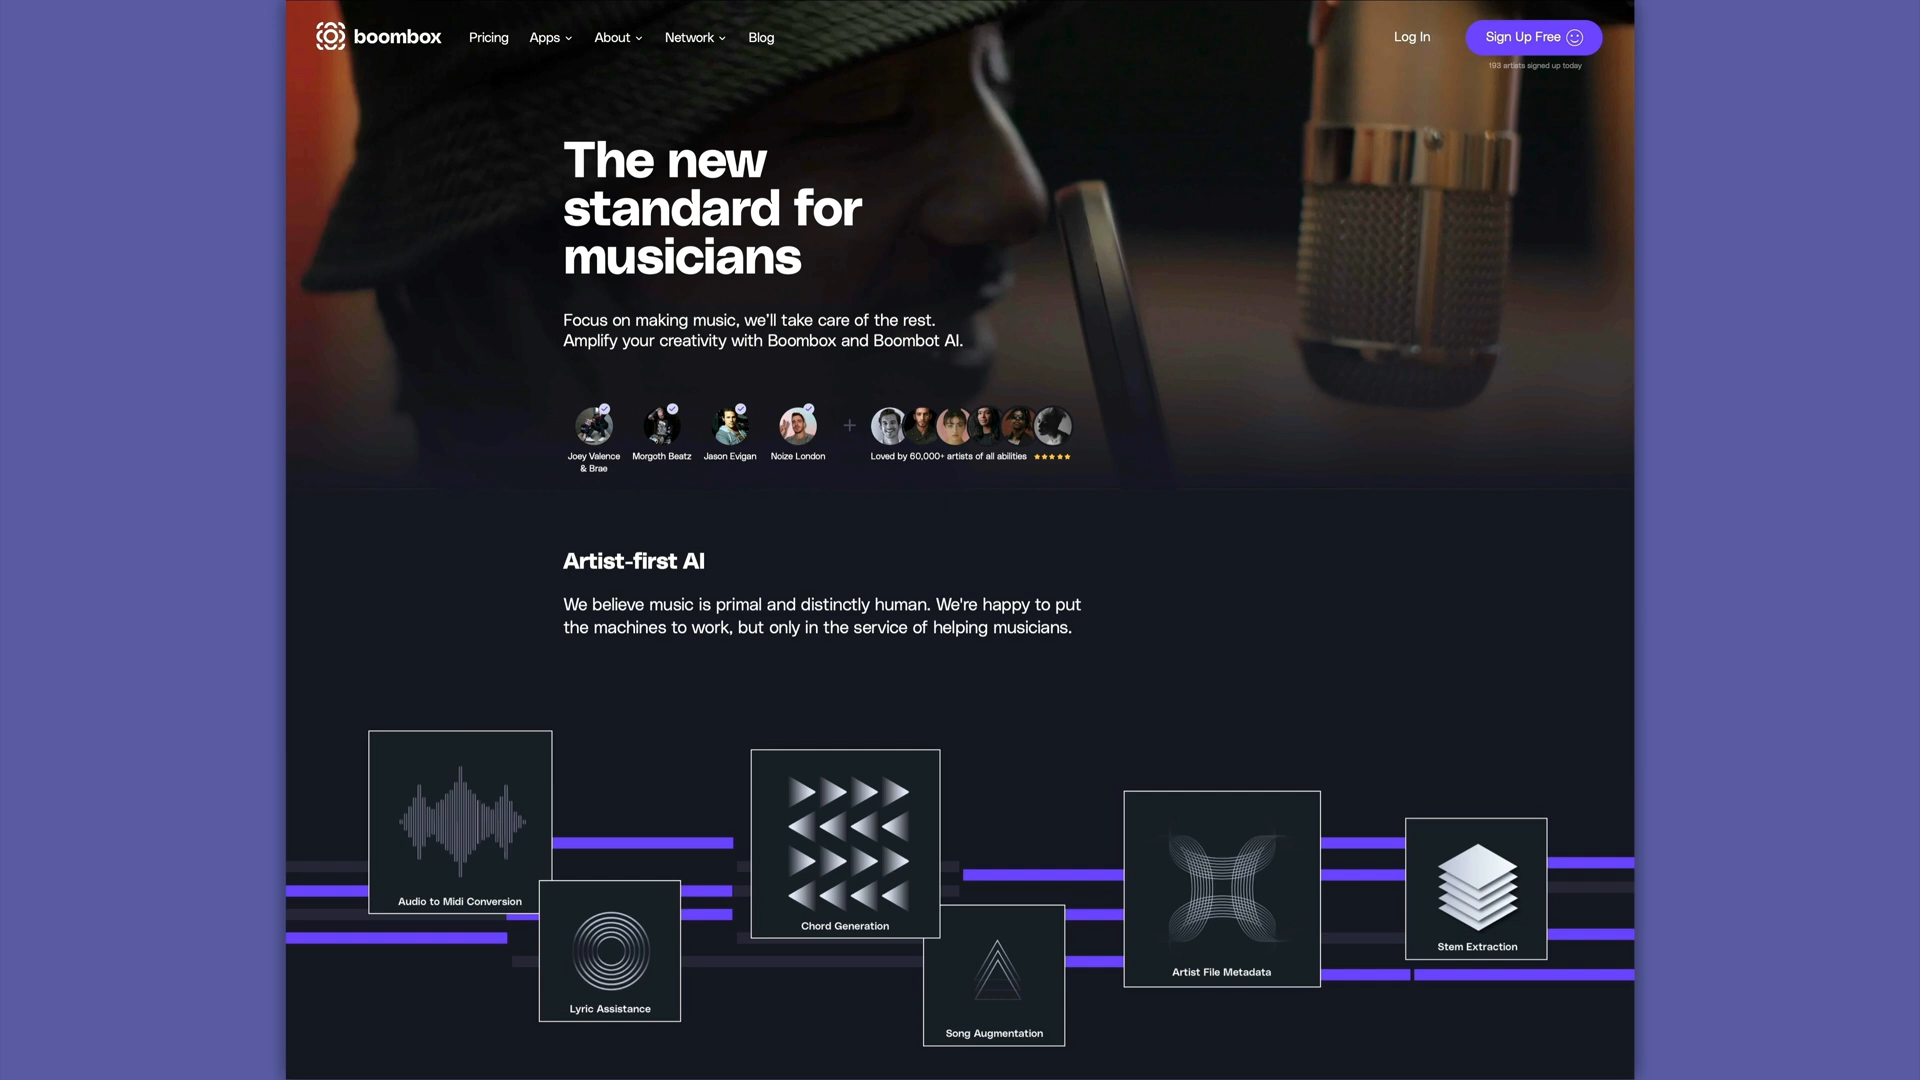 boombox
Pricing
Apps
About
Network
Blog
Log In
Sign Up Free
193 artists signed up today
The new
standard for
musicians
Focus on making music, we'll take care of the rest.
Amplify your creativity with Boombox and Boombot AI.
Joey Valence
& Brae
Morgoth Beatz
Jason Evigan
Noize London
+
Loved by 60,000+ artists of all abilities
Artist-first AI
We believe music is primal and distinctly human. We're happy to put
the machines to work, but only in the service of helping musicians.
Audio to Midi Conversion
Lyric Assistance
Chord Generation
Song Augmentation
Artist File Metadata
Stem Extraction